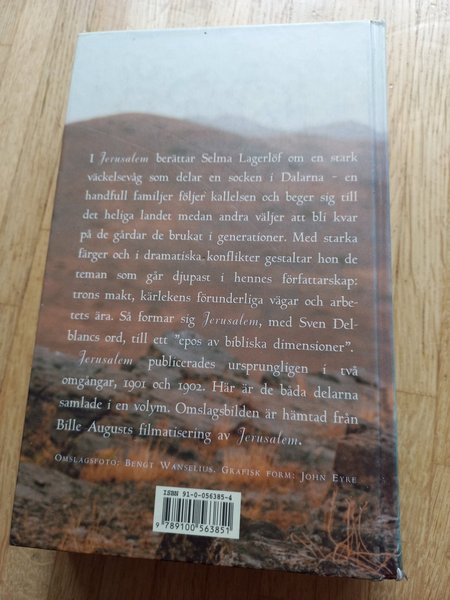 I Jerusalem berättar Selma Lagerlöf om en stark
väckelsevåg som delar en socken i Dalarna – en
handfull familjer följer kallelsen och beger sig till
det heliga landet medan andra väljer att bli kvar
på de gårdar de brukat i generationer. Med starka
färger och i dramatiska konflikter gestaltar hon de
teman som går djupast i hennes författarskap:
trons makt, kärlekens förunderliga vägar och arbe-
tets ära. Så formar sig Jerusalem, med Sven Del-
blancs ord, till ett "epos av bibliska dimensioner".
Jerusalem publicerades ursprungligen i två
omgångar, 1901 och 1902. Här är de båda delarna
samlade i en volym. Omslagsbilden är hämtad från
Bille Augusts filmatisering av Jerusalem.
Omslagsfoto: Bengt Wanselius. Grafisk form: John Eyre
ISBN 91-0-056385-4
9 789100 563851